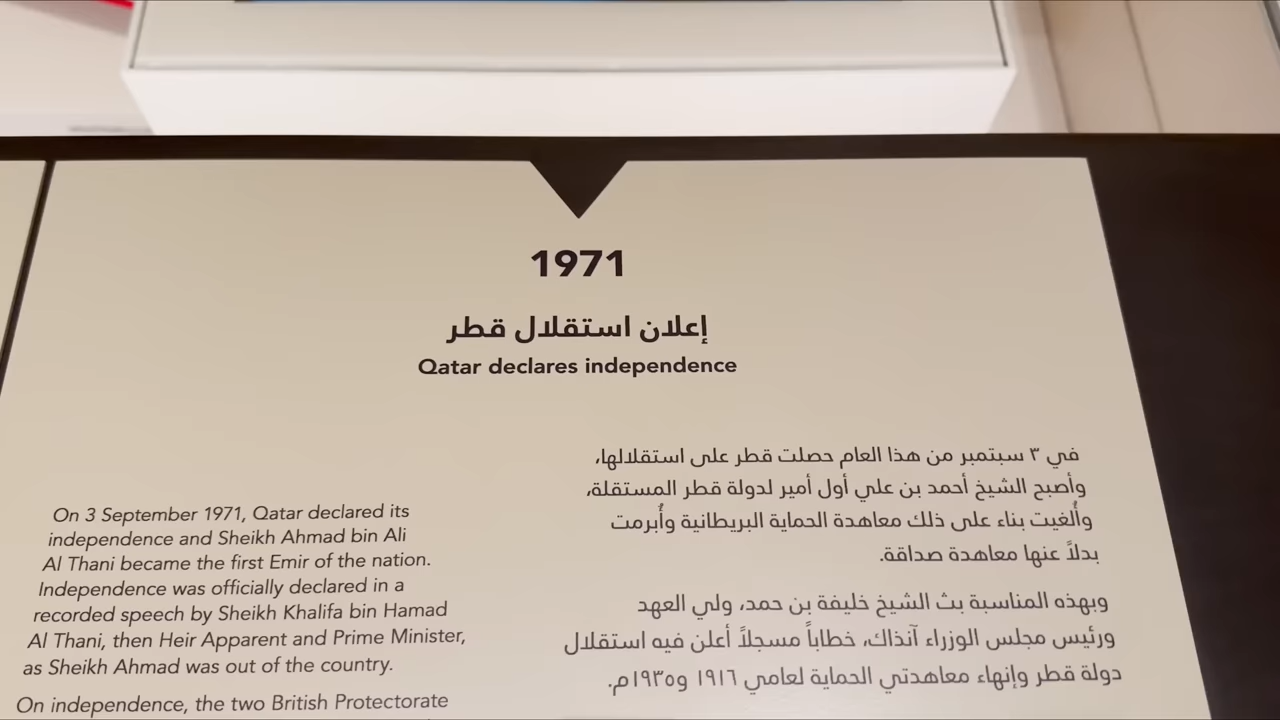 1971
إعلان استقلال قطر
Qatar declares independence
On 3 September 1971, Qatar declared its
independence and Sheikh Ahmad bin Ali
Al Thani became the first Emir of the nation.
Independence was officially declared in a
recorded speech by Sheikh Khalifa bin Hamad
Al Thani, then Heir Apparent and Prime Minister,
as Sheikh Ahmad was out of the country.
On independence, the two British Protectorate
في ٣ سبتمبر من هذا العام حصلت قطر على استقلالها،
وأصبح الشيخ أحمد بن علي أول أمير لدولة قطر المستقلة،
وأُلغيت بناء على ذلك معاهدة الحماية البريطانية وأُبرمت
بدلاً عنها معاهدة صداقة.
وبهذه المناسبة بث الشيخ خليفة بن حمد، ولي العهد
ورئيس مجلس الوزراء آنذاك، خطاباً مسجلاً أعلن فيه استقلال
دولة قطر وإنهاء معاهدتي الحماية لعامي ١٩١٦ و١٩٣٥م.